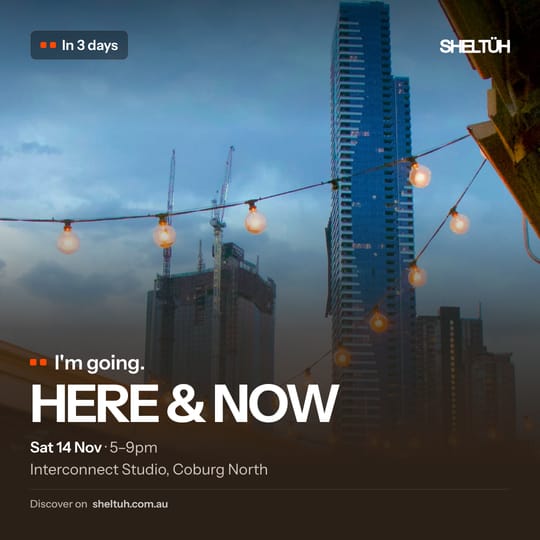 In 3 days
SHELTÜH
I'm going.
HERE & NOW
Sat 14 Nov · 5–9pm
Interconnect Studio, Coburg North
Discover on sheltuh.com.au